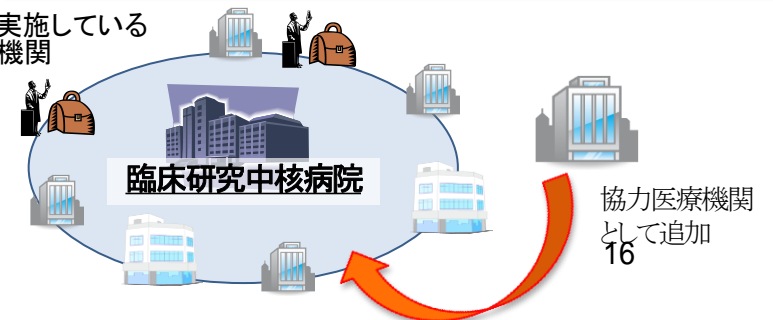 実施している
機関
臨床研究中核病院
協力医療機関
として追加
16